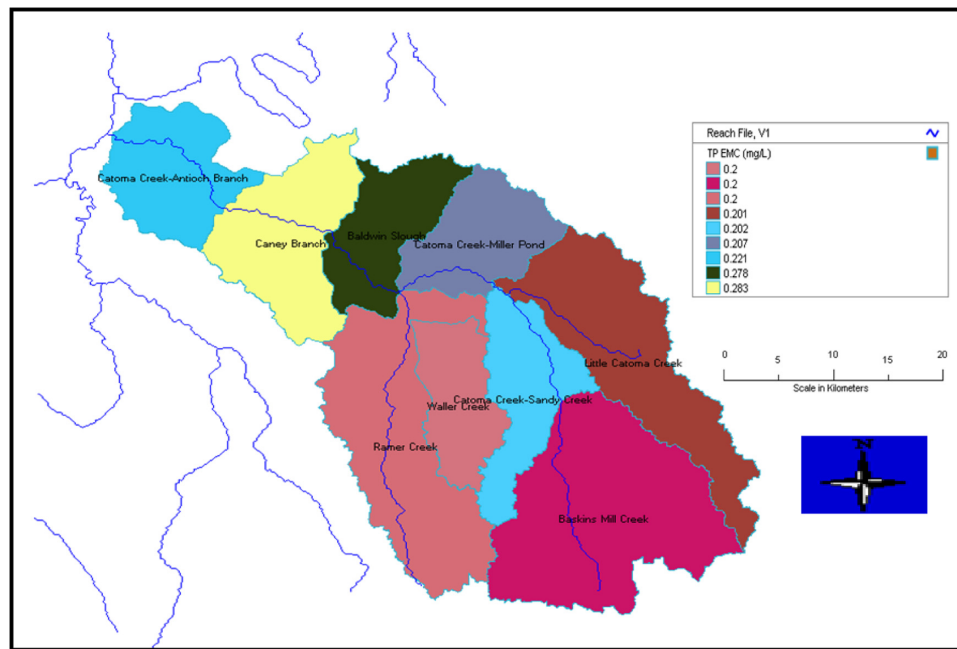 Reach File, V1
TP EMC (mg/L)
0.2
0.2
0.2
0.201
0.202
0.207
0.221
0.278
0.283
Catoma Creek-Antioch Branch
Caney Branch
Baldwin Slough
Catoma Creek-Miller Pond
Little Catoma Creek
Catoma Creek-Sandy Creek
Waller Creek
Ramer Creek
Baskins Mill Creek
0 5 10 15 20
Scale in Kilometers
N